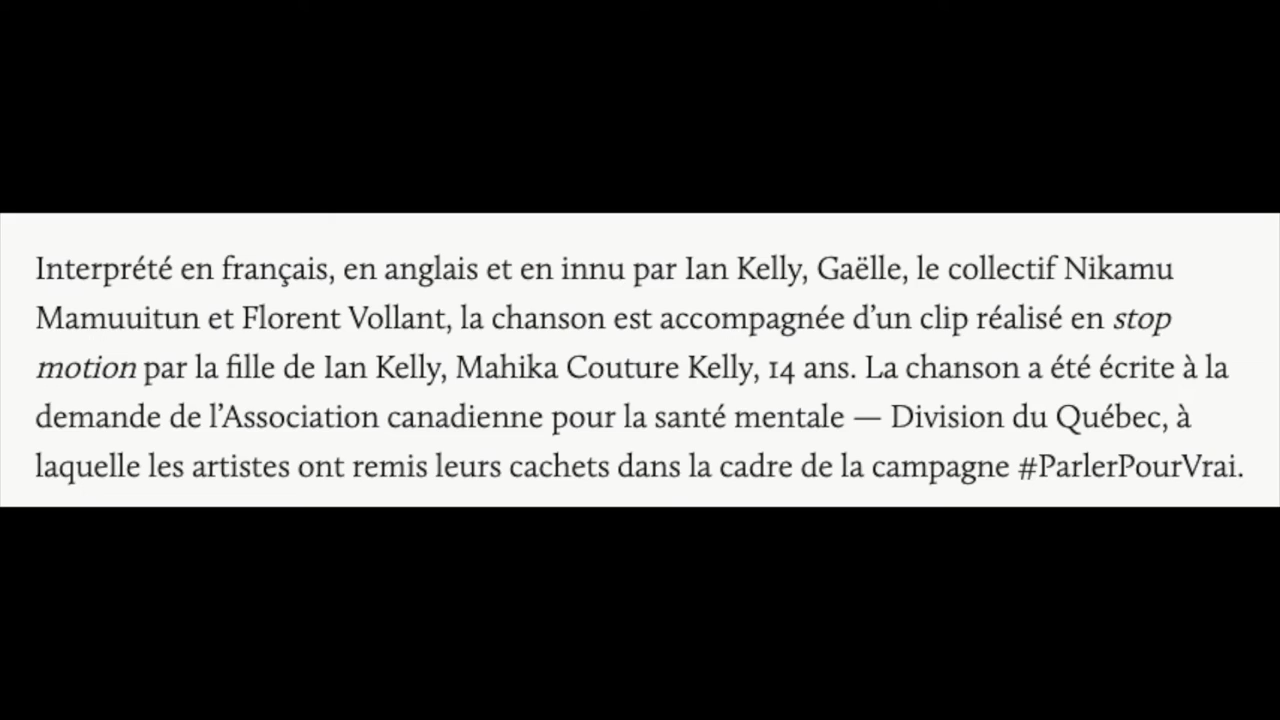 Interprété en français, en anglais et en innu par Ian Kelly, Gaëlle, le collectif Nikamu
Mamuuitun et Florent Vollant, la chanson est accompagnée d’un clip réalisé en stop
motion par la fille de Ian Kelly, Mahika Couture Kelly, 14 ans. La chanson a été écrite à la
demande de l’Association canadienne pour la santé mentale — Division du Québec, à
laquelle les artistes ont remis leurs cachets dans la cadre de la campagne #ParlerPourVrai.